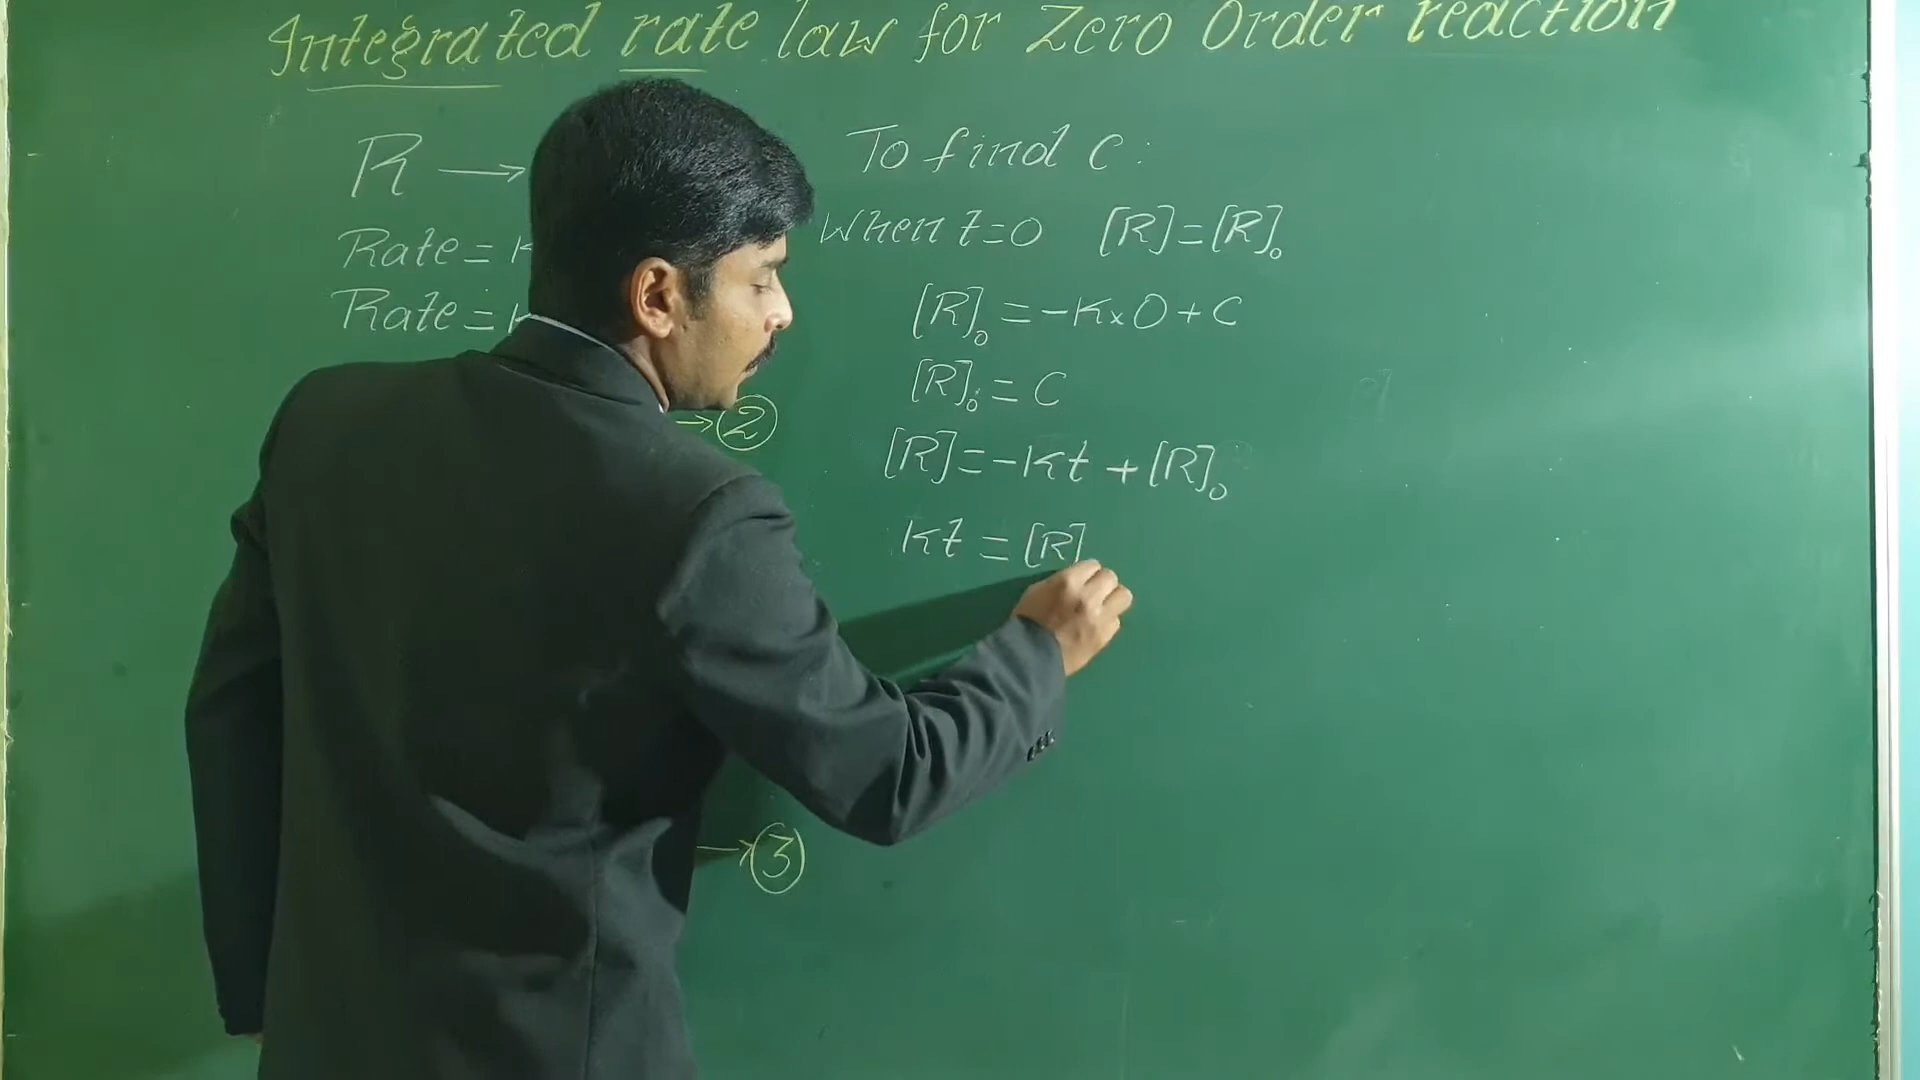 Integrated rate law for Zero Order reaction
R →
Rate = K
Rate = K
→ 2
→ 3
To find C:
When t=0 [R]=[R]₀
[R]₀ = -K×0+C
[R]₀ = C
[R]=-Kt+[R]₀
Kt = [R]